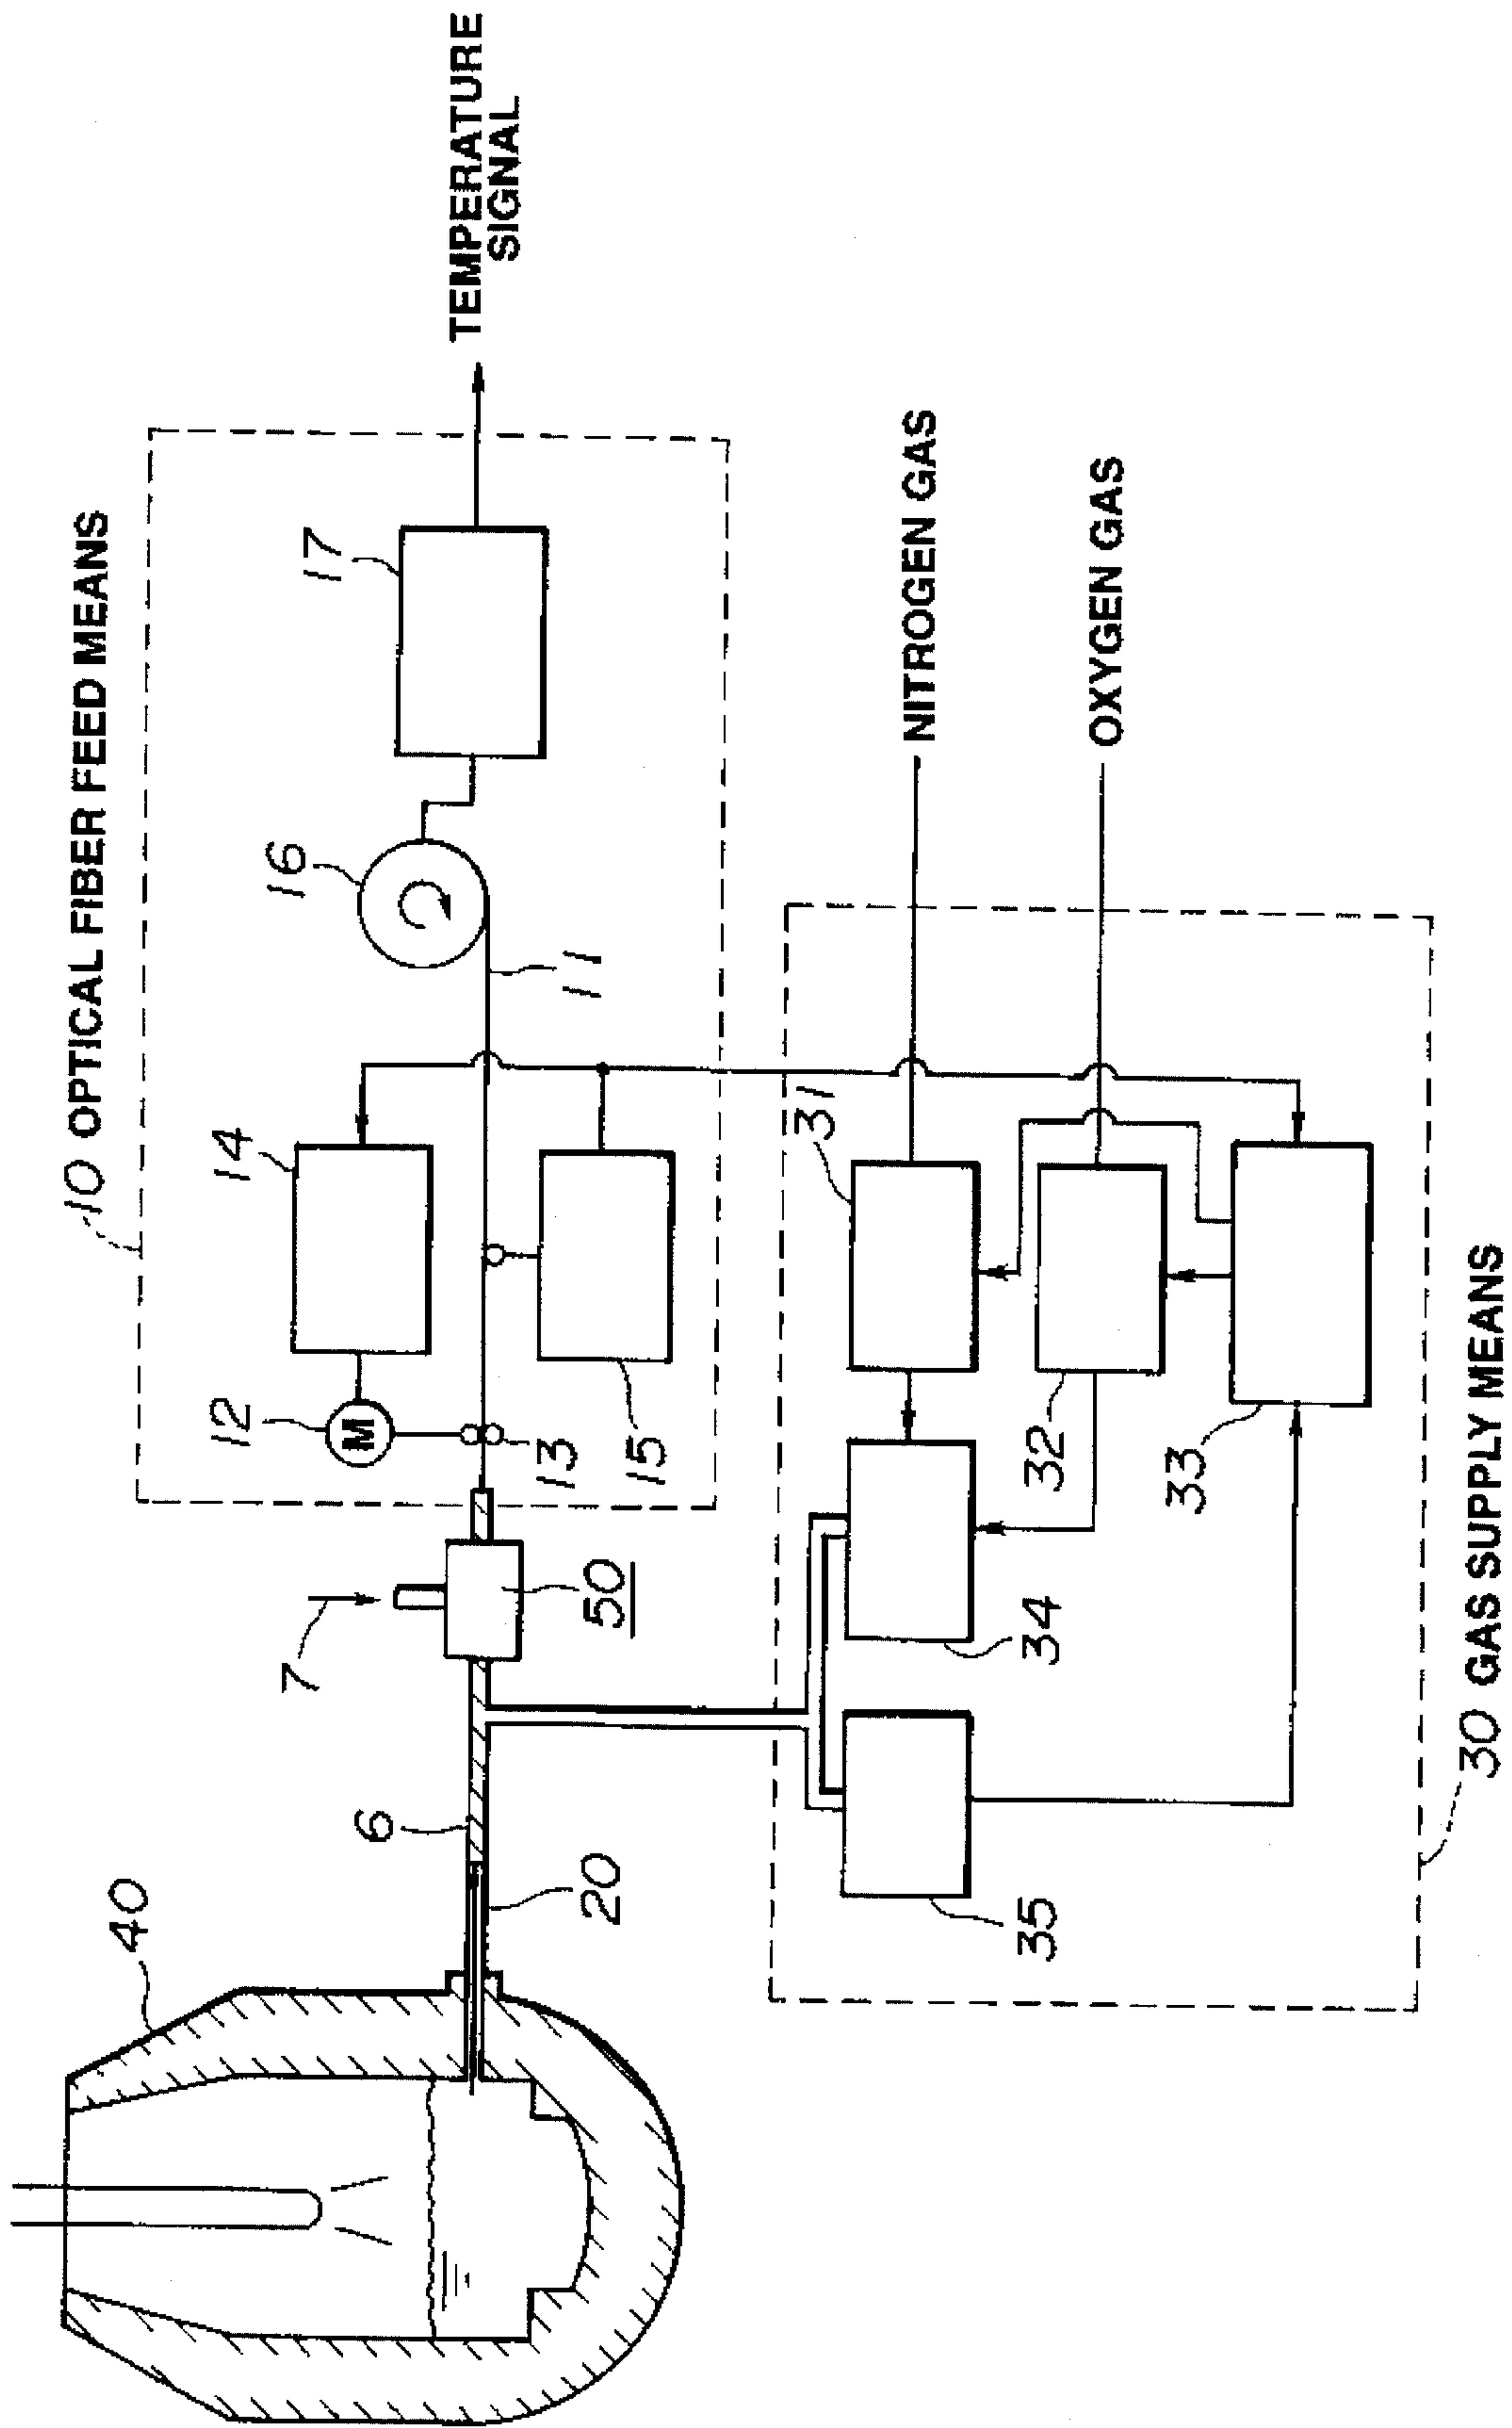 10 OPTICAL FIBER FEED MEANS
40
7
6
20
50
12
M
13
14
15
11
16
17
TEMPERATURE
SIGNAL
NITROGEN GAS
OXYGEN GAS
31
32
33
34
35
30 GAS SUPPLY MEANS